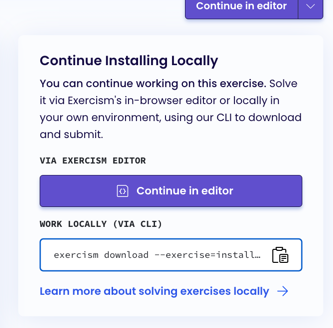 Continue in editor
Continue Installing Locally
You can continue working on this exercise. Solve
it via Exercism's in-browser editor or locally in
your own environment, using our CLI to download
and submit.
VIA EXERCISM EDITOR
Continue in editor
WORK LOCALLY (VIA CLI)
exercism download --exercise=install…
Learn more about solving exercises locally